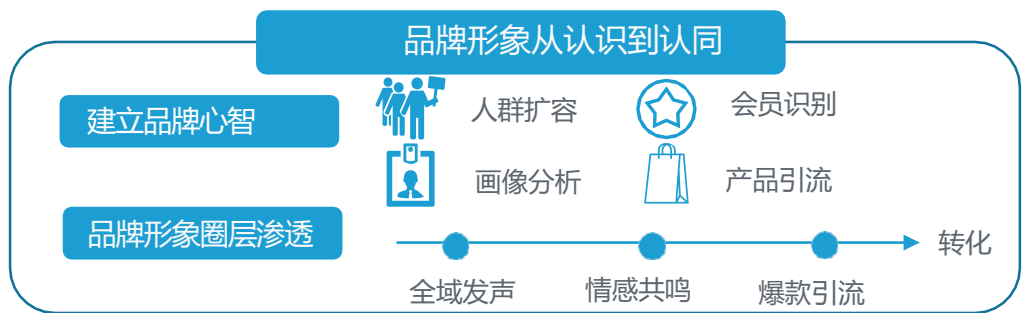 品牌形象从认识到认同
建立品牌心智
人群扩容
会员识别
画像分析
产品引流
品牌形象圈层渗透
转化
全域发声
情感共鸣
爆款引流